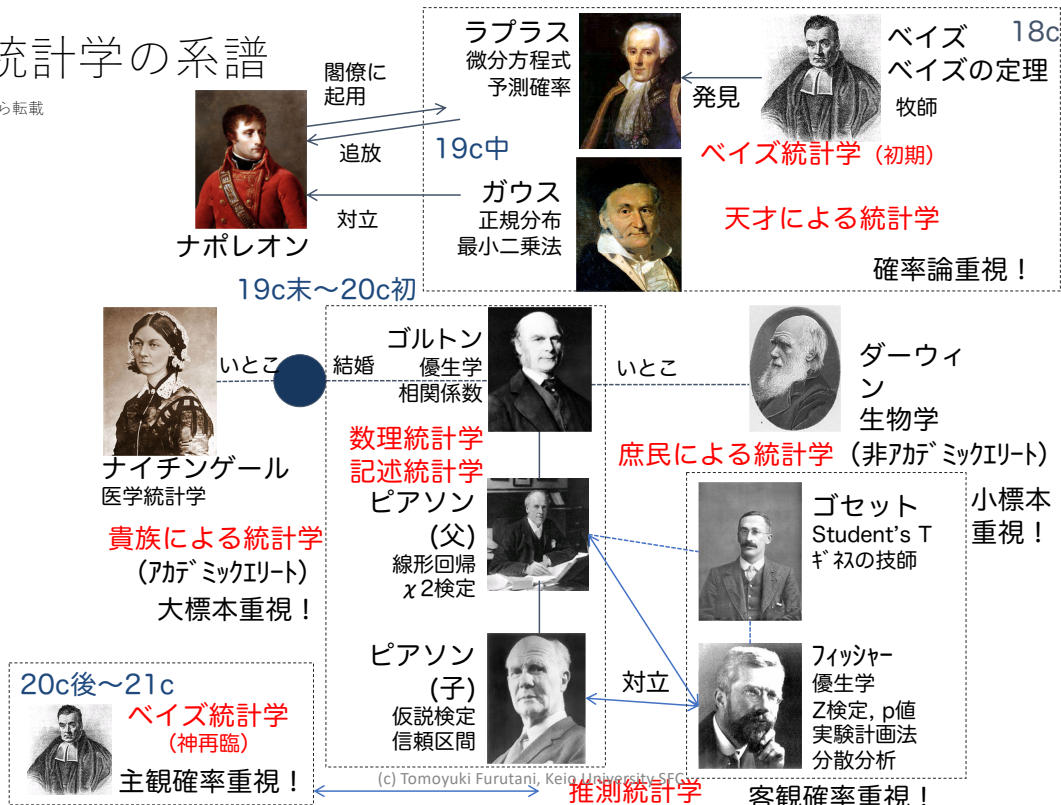 統計学の系譜
ら転載
18c
ラプラス
微分方程式
予測確率
発見
ベイズ
ベイズの定理
牧師
閣僚に
起用
追放
19c中
ベイズ統計学（初期）
ナポレオン
対立
ガウス
正規分布
最小二乗法
天才による統計学
確率論重視！
19c末〜20c初
いとこ
結婚
ゴルトン
優生学
相関係数
いとこ
ダーウィ
ン
生物学
(非ｱｶﾃﾞﾐｯｸｴﾘｰﾄ)
ナイチンゲール
医学統計学
数理統計学
記述統計学
庶民による統計学
貴族による統計学
(ｱｶﾃﾞﾐｯｸｴﾘｰﾄ)
大標本重視！
ピアソン
(父)
線形回帰
χ2検定
ゴセット
Student's T
ｷﾞﾈｽの技師
小標本
重視！
ピアソン
(子)
仮説検定
信頼区間
対立
ﾌｨｯｼｬｰ
優生学
Z検定, p値
実験計画法
分散分析
20c後〜21c
ベイズ統計学
(神再臨)
主観確率重視！
(c) Tomoyuki Furutani, Keio University SFC
推測統計学
客観確率重視！